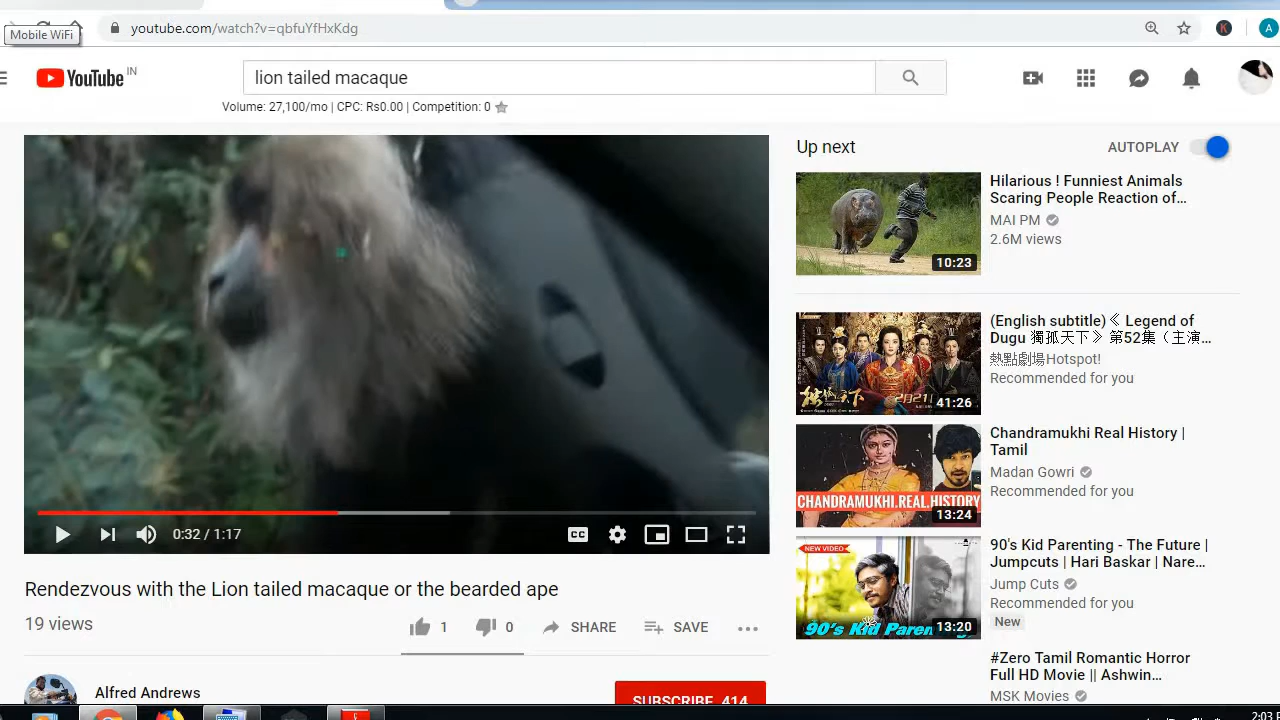 Mobile WiFi
youtube.com/watch?v=qbfuYfHxKdg
K
A
YouTube IN
lion tailed macaque
Volume: 27,100/mo | CPC: Rs0.00 | Competition: 0
Up next
AUTOPLAY
Hilarious ! Funniest Animals
Scaring People Reaction of…
MAI PM
2.6M views
10:23
(English subtitle)《 Legend of
Dugu 獨孤天下》 第52集（主演…
熱點劇場Hotspot!
Recommended for you
獨孤天下
41:26
Chandramukhi Real History |
Tamil
Madan Gowri
Recommended for you
CHANDRAMUKHI.REAL.HISTORY
13:24
90's Kid Parenting - The Future |
Jumpcuts | Hari Baskar | Nare…
Jump Cuts
Recommended for you
New
NEW VIDEO
90's Kid
13:20
#Zero Tamil Romantic Horror
Full HD Movie || Ashwin…
MSK Movies
0:32 / 1:17
CC
Rendezvous with the Lion tailed macaque or the bearded ape
19 views
1
0
SHARE
SAVE
Alfred Andrews
SUBSCRIBE 414